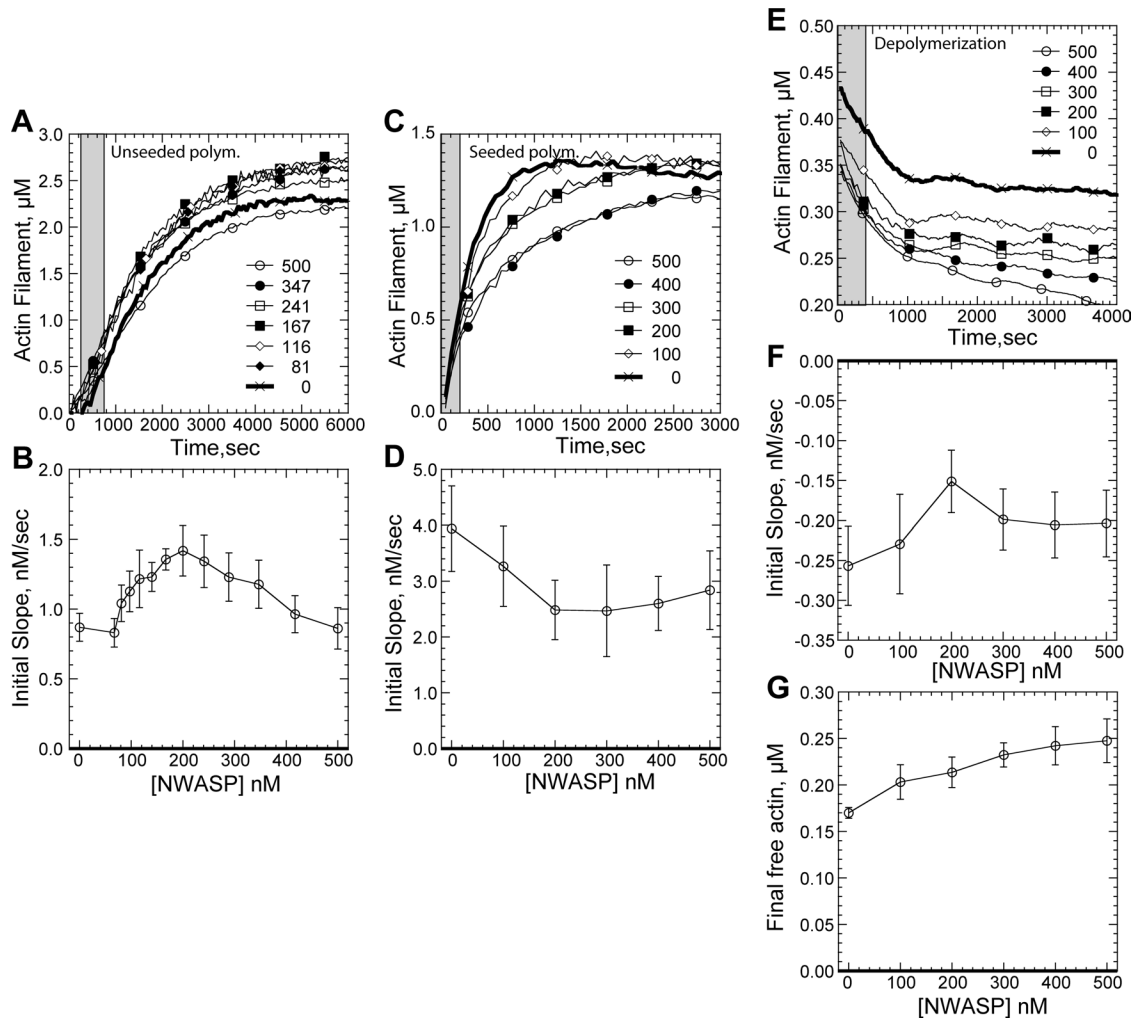 A
Unseeded polym.
Actin Filament, µM
3.0
2.5
2.0
1.5
1.0
0.5
0.0
500
347
241
167
116
81
0
0 1000 2000 3000 4000 5000 6000
Time,sec
B
Initial Slope, nM/sec
2.0
1.5
1.0
0.5
0.0
0 100 200 300 400 500
[NWASP] nM
C
Seeded polym.
Actin Filament, µM
1.5
1.0
0.5
0.0
500
400
300
200
100
0
0 500 1000 1500 2000 2500 3000
Time,sec
D
Initial Slope, nM/sec
5.0
4.0
3.0
2.0
1.0
0.0
0 100 200 300 400 500
[NWASP] nM
E
Depolymerization
Actin Filament, µM
0.50
0.45
0.40
0.35
0.30
0.25
0.20
500
400
300
200
100
0
0 1000 2000 3000 4000
Time,sec
F
Initial Slope, nM/sec
0.00
-0.05
-0.10
-0.15
-0.20
-0.25
-0.30
-0.35
0 100 200 300 400 500
[NWASP] nM
G
Final free actin, µM
0.30
0.25
0.20
0.15
0.10
0.05
0.00
0 100 200 300 400 500
[NWASP] nM